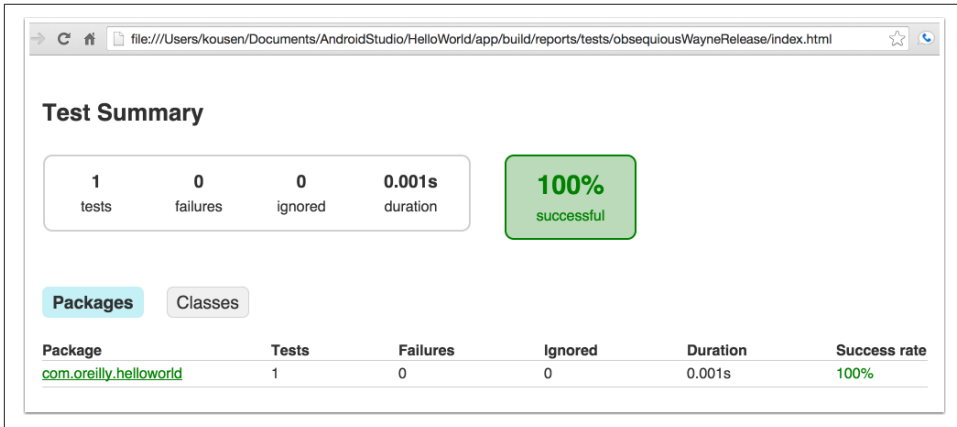 file:///Users/kousen/Documents/AndroidStudio/HelloWorld/app/build/reports/tests/obsequiousWayneRelease/index.html
Test Summary
1 0 0 0.001s 100%
tests failures ignored duration successful
Packages Classes
Package Tests Failures Ignored Duration Success rate
com.oreilly.helloworld 1 0 0 0.001s 100%